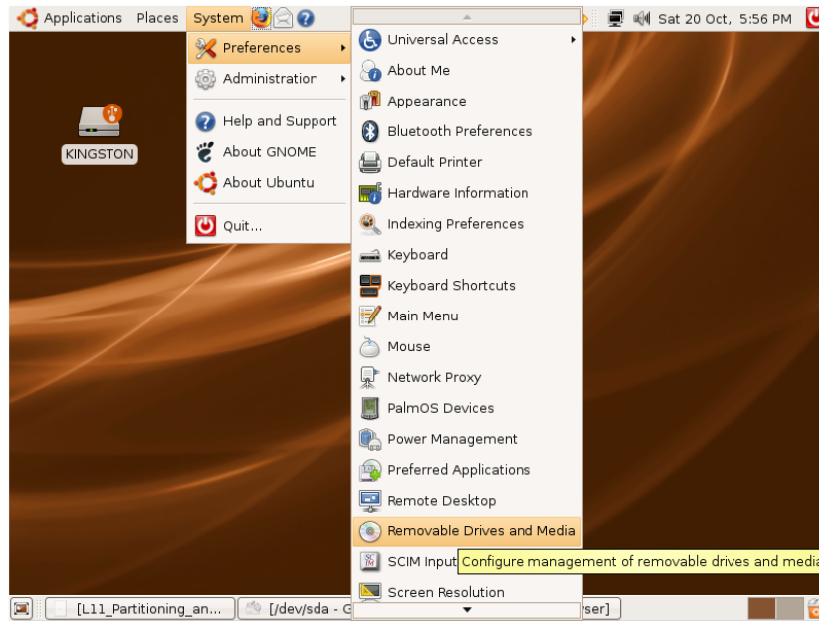 Applications Places System Sat 20 Oct, 5:56 PM
Preferences
Administration
Help and Support
About GNOME
About Ubuntu
Quit...
KINGSTON
Universal Access
About Me
Appearance
Bluetooth Preferences
Default Printer
Hardware Information
Indexing Preferences
Keyboard
Keyboard Shortcuts
Main Menu
Mouse
Network Proxy
PalmOS Devices
Power Management
Preferred Applications
Remote Desktop
Removable Drives and Media
SCIM Input
Configure management of removable drives and media
Screen Resolution
[L11_Partitioning_an... [/dev/sda - G ser]